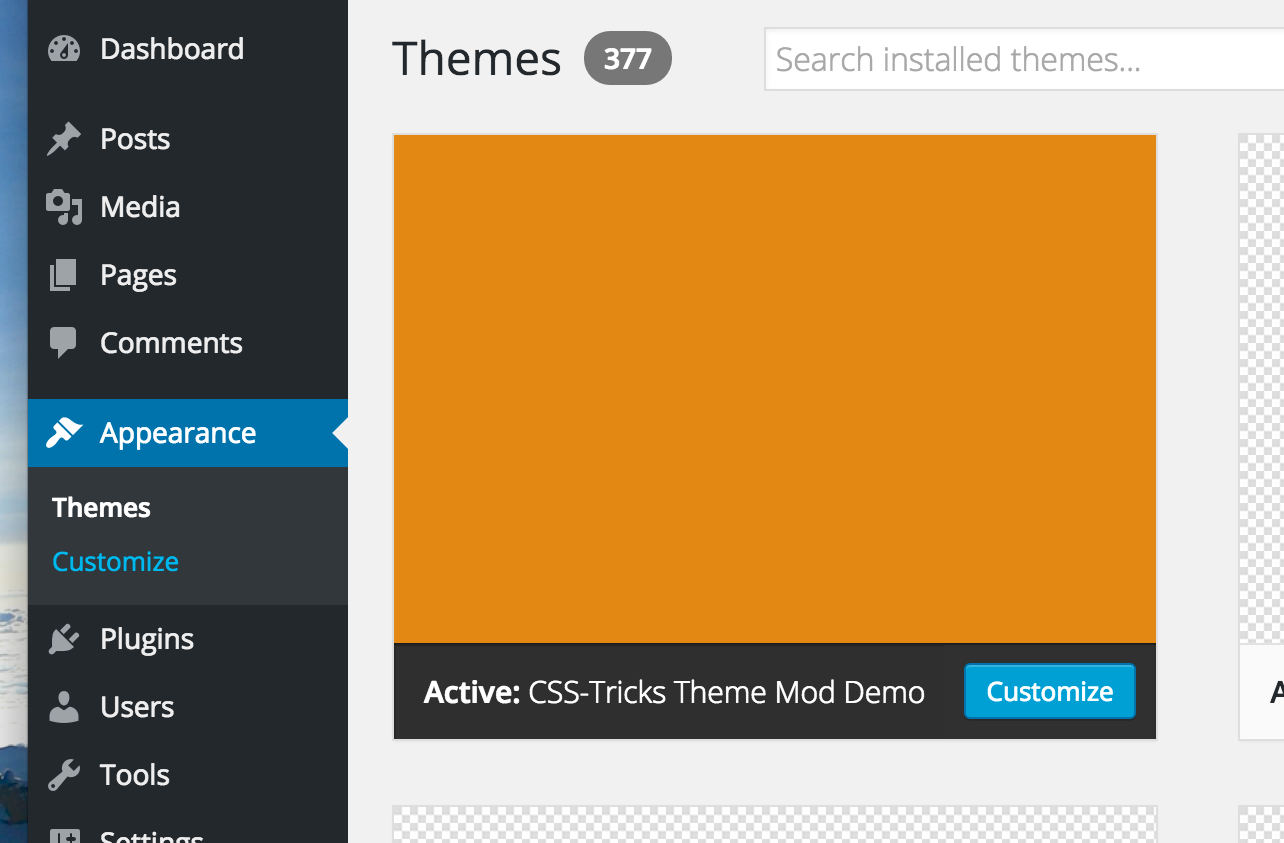 Dashboard
Posts
Media
Pages
Comments
Appearance
Themes
Customize
Plugins
Users
Tools
Settings
Themes 377
Search installed themes...
Active: CSS-Tricks Theme Mod Demo
Customize